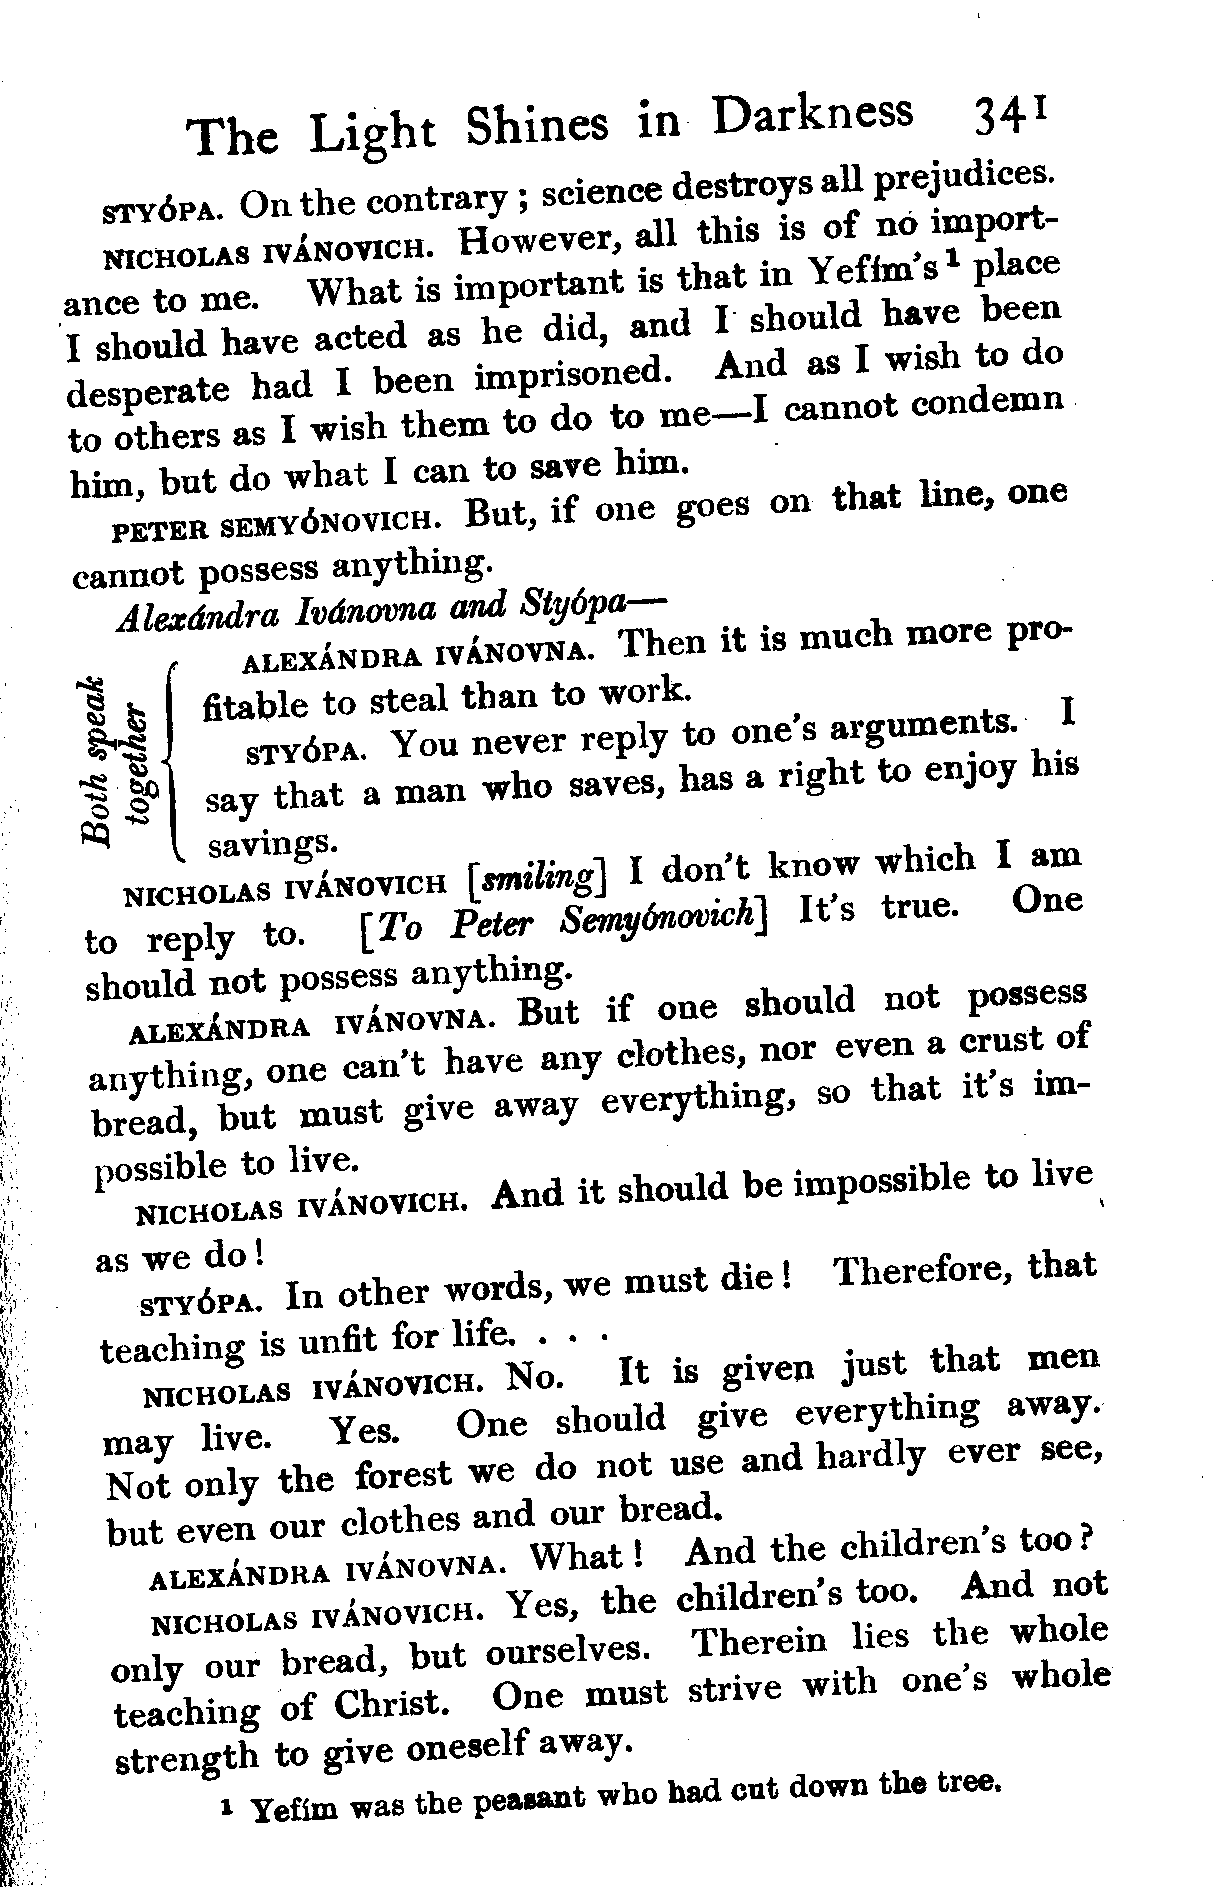 The Light Shines in Darkness 341
STYÓPA. On the contrary ; science destroys all prejudices.
NICHOLAS IVÁNOVICH. However, all this is of no import-
ance to me. What is important is that in Yefím's¹ place
I should have acted as he did, and I should have been
desperate had I been imprisoned. And as I wish to do
to others as I wish them to do to me—I cannot condemn
him, but do what I can to save him.
PETER SEMYÓNOVICH. But, if one goes on that line, one
cannot possess anything.
Alexándra Ivánovna and Styópa—
Both speak
together
ALEXÁNDRA IVÁNOVNA. Then it is much more pro-
fitable to steal than to work.
STYÓPA. You never reply to one's arguments. I
say that a man who saves, has a right to enjoy his
savings.
NICHOLAS IVÁNOVICH [smiling] I don't know which I am
to reply to. [To Peter Semyónovich] It's true. One
should not possess anything.
ALEXÁNDRA IVÁNOVNA. But if one should not possess
anything, one can't have any clothes, nor even a crust of
bread, but must give away everything, so that it's im-
possible to live.
NICHOLAS IVÁNOVICH. And it should be impossible to live
as we do !
STYÓPA. In other words, we must die ! Therefore, that
teaching is unfit for life. . . .
NICHOLAS IVÁNOVICH. No. It is given just that men
may live. Yes. One should give everything away.
Not only the forest we do not use and hardly ever see,
but even our clothes and our bread.
ALEXÁNDRA IVÁNOVNA. What ! And the children's too ?
NICHOLAS IVÁNOVICH. Yes, the children's too. And not
only our bread, but ourselves. Therein lies the whole
teaching of Christ. One must strive with one's whole
strength to give oneself away.
¹ Yefím was the peasant who had cut down the tree.